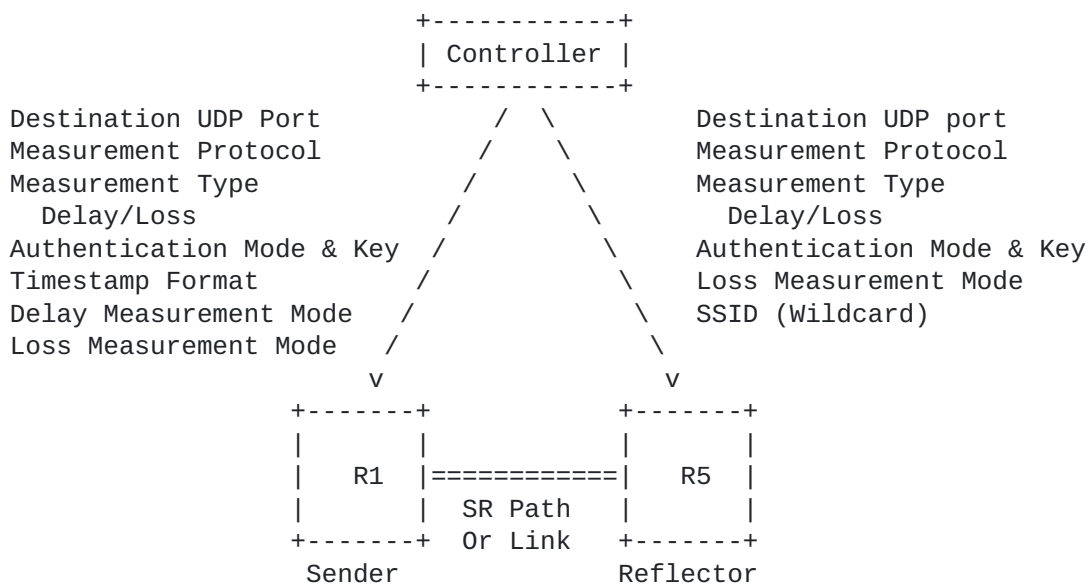 Controller
Destination UDP Port Destination UDP port
Measurement Protocol Measurement Protocol
Measurement Type Measurement Type
Delay/Loss Delay/Loss
Authentication Mode & Key Authentication Mode & Key
Timestamp Format Loss Measurement Mode
Delay Measurement Mode SSID (Wildcard)
Loss Measurement Mode
v v
R1 R5
SR Path
Or Link
Sender Reflector